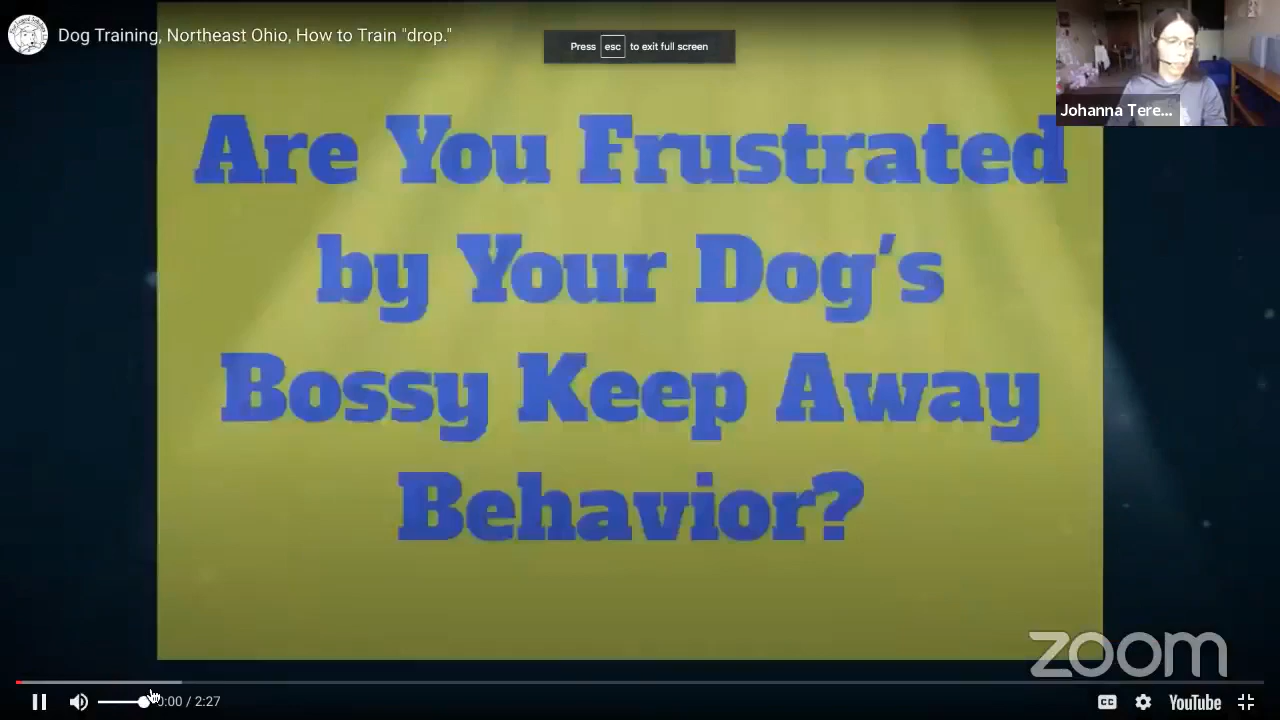 Dog Training, Northeast Ohio, How to Train "drop."
Press esc to exit full screen
Johanna Tere...
Are You Frustrated
by Your Dog's
Bossy Keep Away
Behavior?
zoom
0:00 / 2:27
CC
YouTube